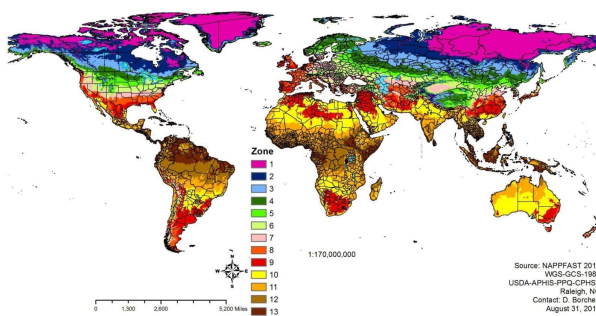 Zone
1
2
3
4
5
6
7
8
9
10
11
12
13
N
W E
S
1:170,000,000
0 1,300 2,600 5,200 Miles
Source: NAPPFAST 201
WGS-GCS-198
USDA-APHIS-PPQ-CPHS
Raleigh, N
Contact: D. Borche
August 31, 201